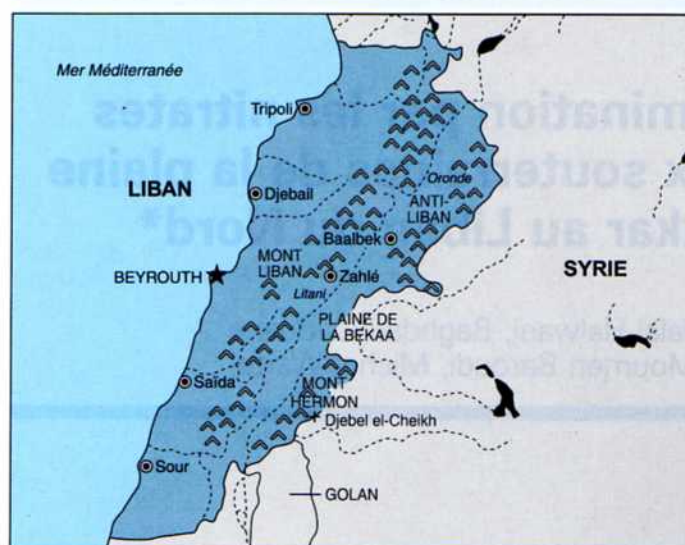 Mer Méditerranée
Tripoli
Oronde
LIBAN
Djebail
ANTI-
LIBAN
Baalbek
SYRIE
BEYROUTH
MONT
LIBAN
Zahlé
Litani
PLAINE DE
LA BEKAA
Saïda
MONT
HERMON
Djebel el-Cheikh
Sour
GOLAN